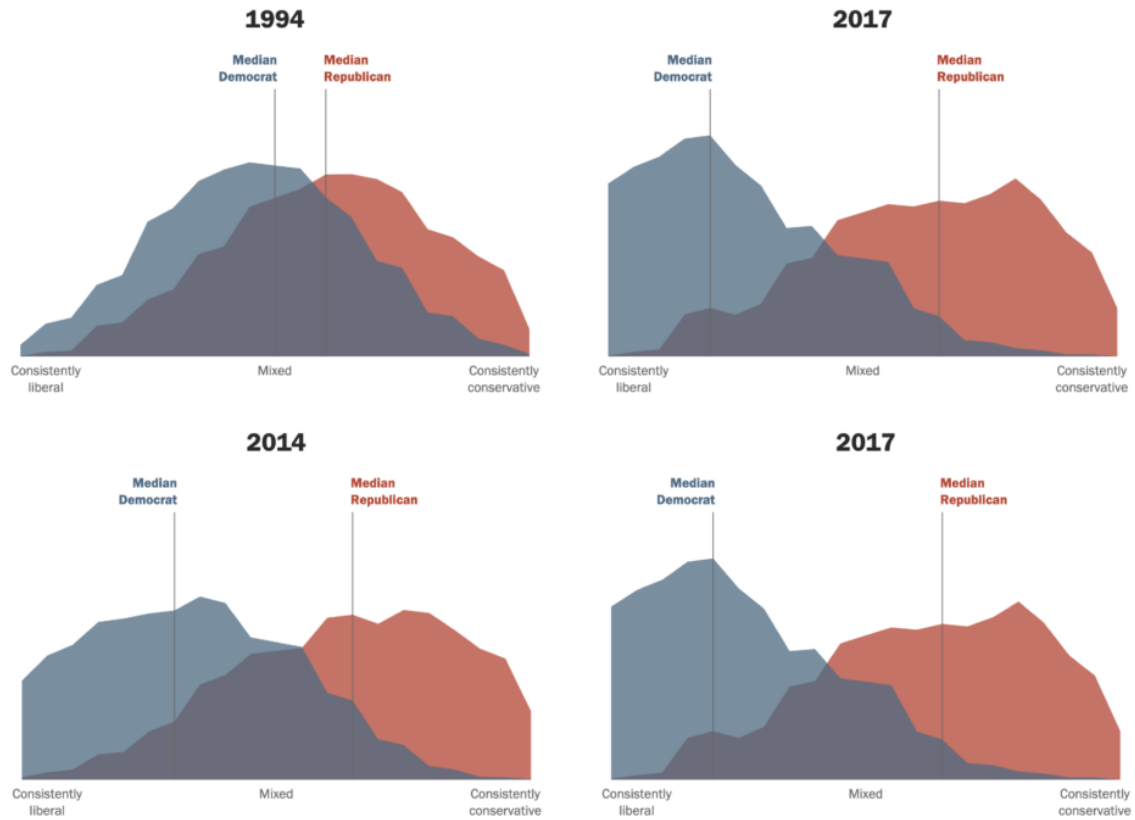 1994
Median
Democrat
Median
Republican
Consistently
liberal
Mixed
Consistently
conservative
2017
Median
Democrat
Median
Republican
Consistently
liberal
Mixed
Consistently
conservative
2014
Median
Democrat
Median
Republican
Consistently
liberal
Mixed
Consistently
conservative
2017
Median
Democrat
Median
Republican
Consistently
liberal
Mixed
Consistently
conservative